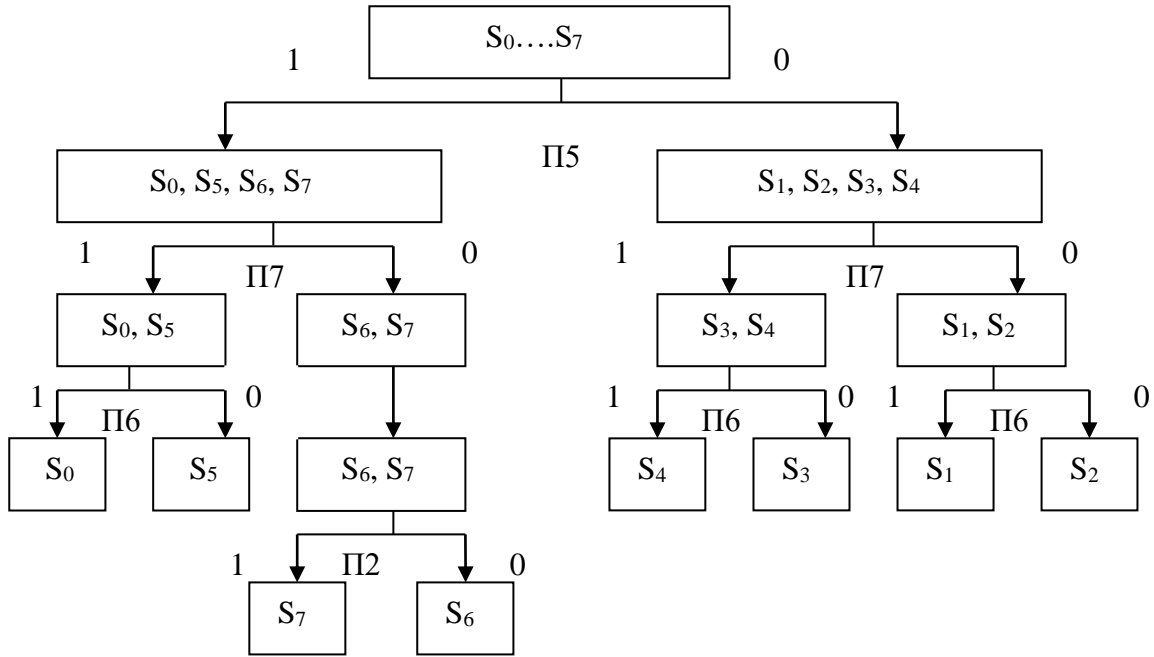 S₀….S₇
1 0
П5
S₀, S₅, S₆, S₇ S₁, S₂, S₃, S₄
1 П7 0 1 П7 0
S₀, S₅ S₆, S₇ S₃, S₄ S₁, S₂
1 П6 0 1 П6 0 1 П6 0
S₀ S₅ S₆, S₇ S₄ S₃ S₁ S₂
1 П2 0
S₇ S₆